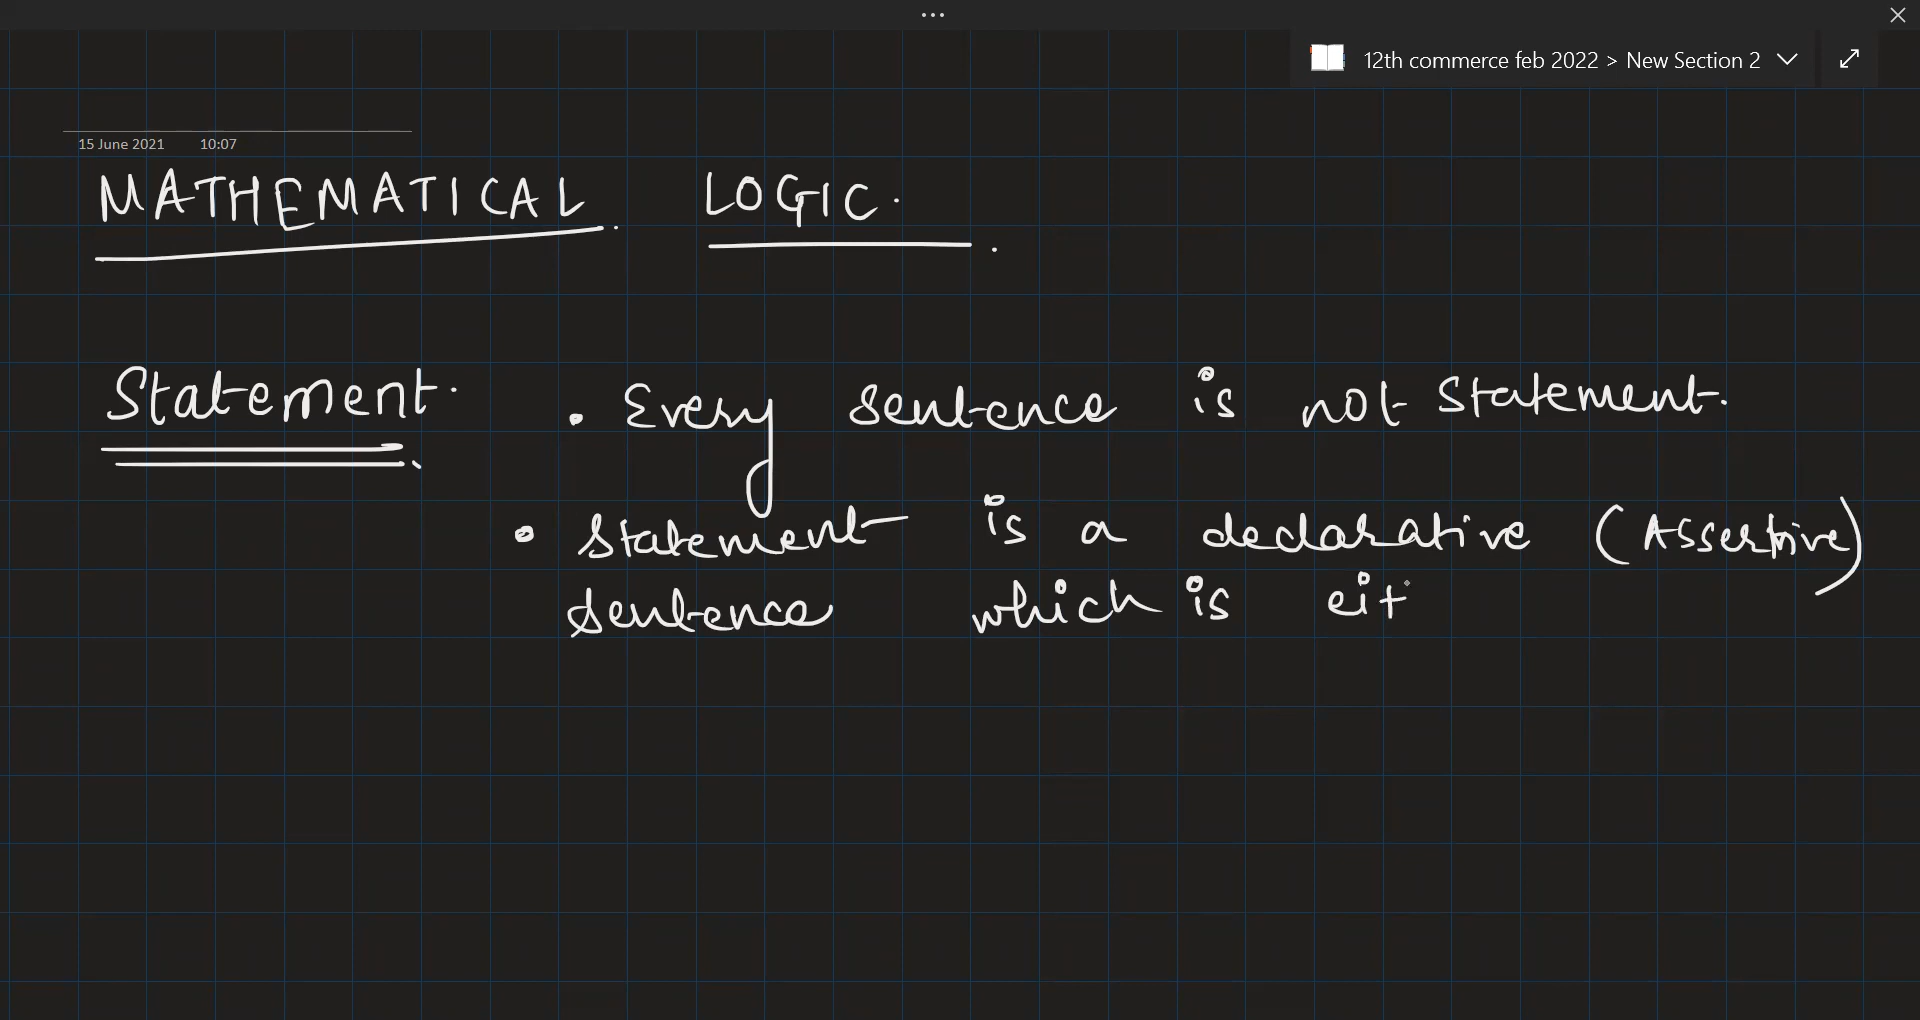 12th commerce feb 2022 > New Section 2
15 June 2021 10:07
MATHEMATICAL LOGIC.
Statement. • Every sentence is not statement.
• Statement is a declarative (Assertive)
sentence which is eit